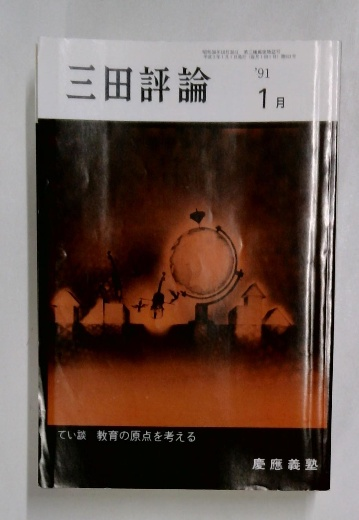 三田評論
'91
1月
てい談 教育の原点を考える
慶應義塾